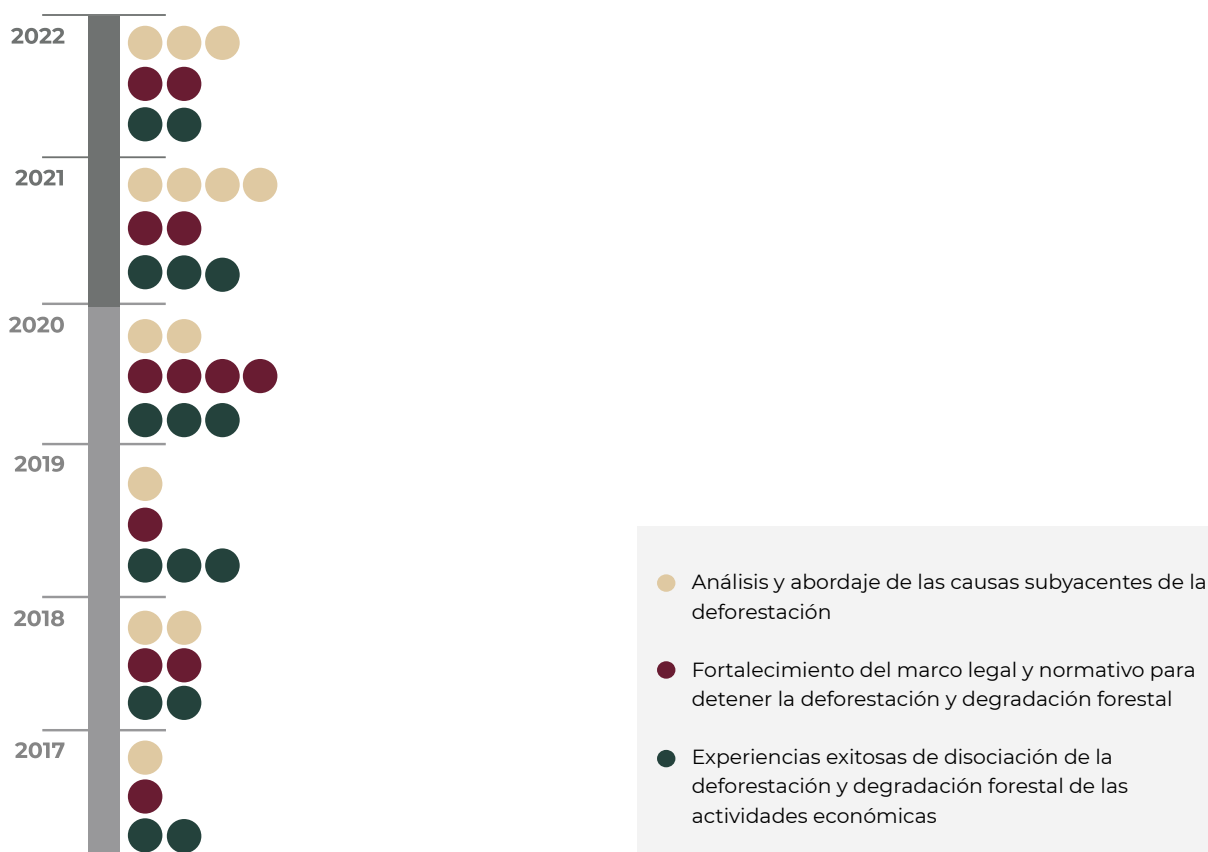 2022
2021
2020
2019
2018
2017
Análisis y abordaje de las causas subyacentes de la
deforestación
Fortalecimiento del marco legal y normativo para
detener la deforestación y degradación forestal
Experiencias exitosas de disociación de la
deforestación y degradación forestal de las
actividades económicas